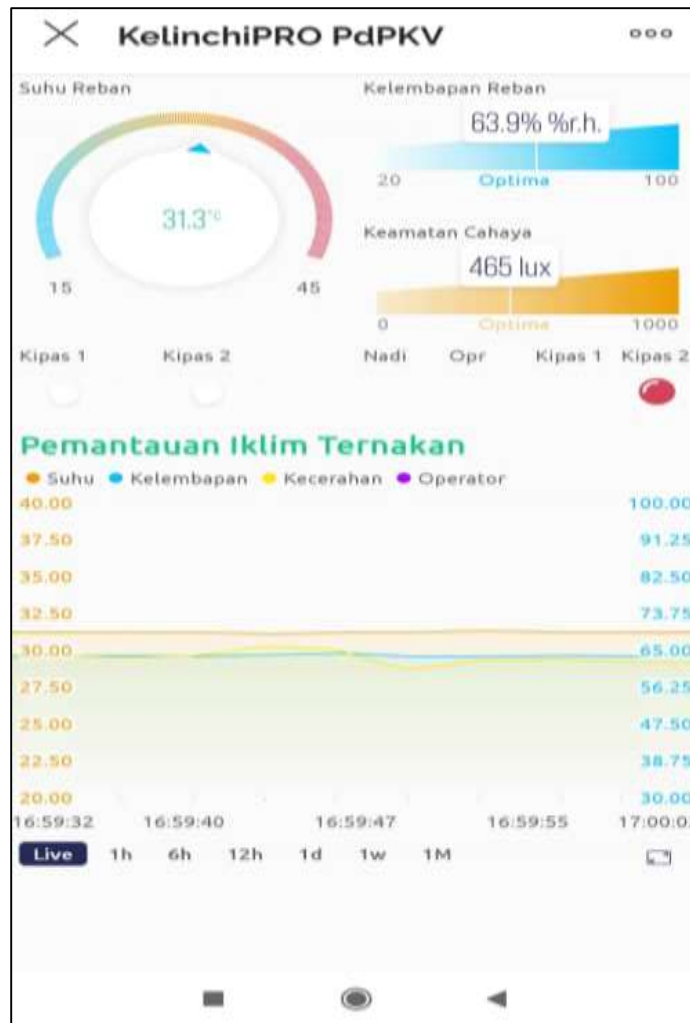 KelinchiPRO PdPKV
Suhu Reban
31.3°c
15 45
Kelembapan Reban
63.9% %r.h.
20 Optima 100
Keamatan Cahaya
465 lux
0 Optima 1000
Kipas 1 Kipas 2 Nadi Opr Kipas 1 Kipas 2
Pemantauan Iklim Ternakan
Suhu Kelembapan Kecerahan Operator
40.00 100.00
37.50 91.25
35.00 82.50
32.50 73.75
30.00 65.00
27.50 56.25
25.00 47.50
22.50 38.75
20.00 30.00
16:59:32 16:59:40 16:59:47 16:59:55 17:00:0
Live 1h 6h 12h 1d 1w 1M